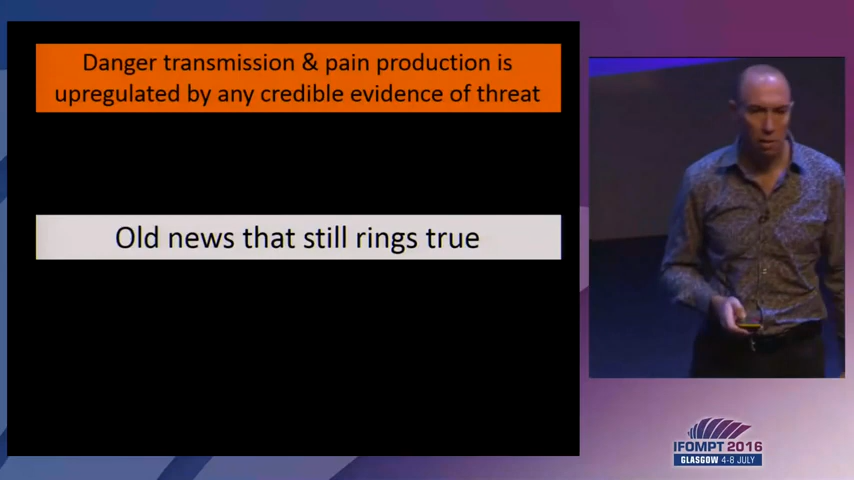 Danger transmission & pain production is
upregulated by any credible evidence of threat
Old news that still rings true
IFOMPT 2016
GLASGOW 4-8 JULY